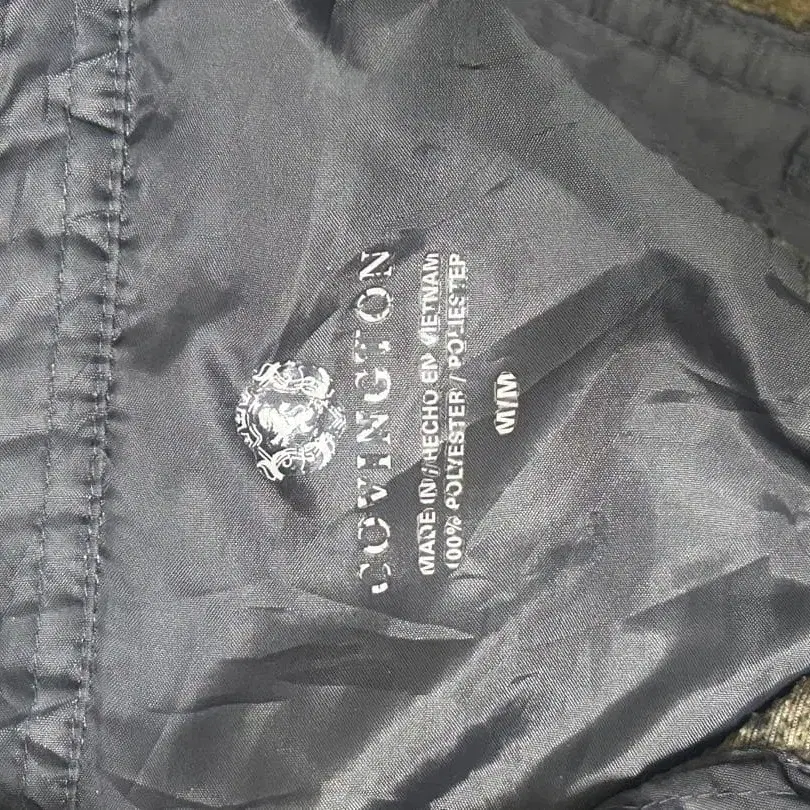 COVINGTON
MADE IN / HECHO EN VIETNAM
100% POLYESTER / POLIESTER
M/M